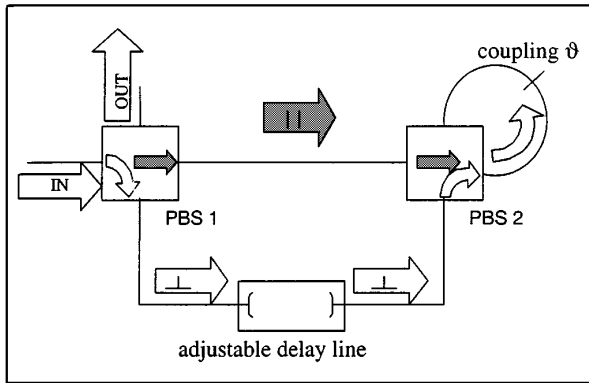 OUT
coupling ϑ
||
IN
PBS 1
PBS 2
⊥
⊥
adjustable delay line